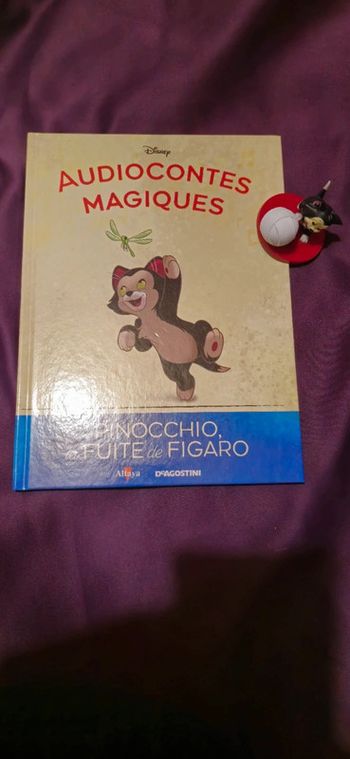 Disney
AUDIOCONTES
MAGIQUES
PINOCCHIO,
la FUITE de FIGARO
Altaya DEAGOSTINI